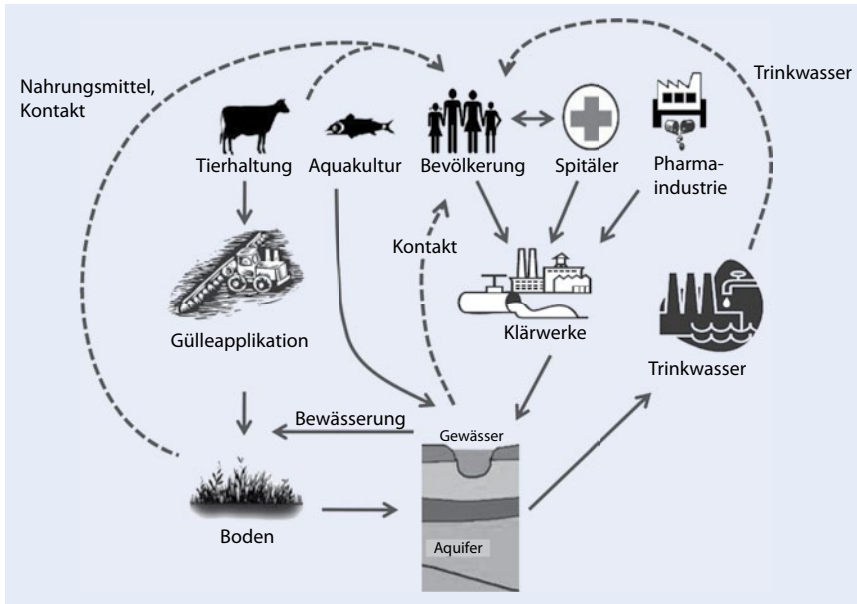 Nahrungsmittel,
Kontakt
Trinkwasser
Tierhaltung
Aquakultur
Bevölkerung
Spitäler
Pharma-
industrie
Kontakt
Gülleapplikation
Klärwerke
Trinkwasser
Bewässerung
Gewässer
Boden
Aquifer